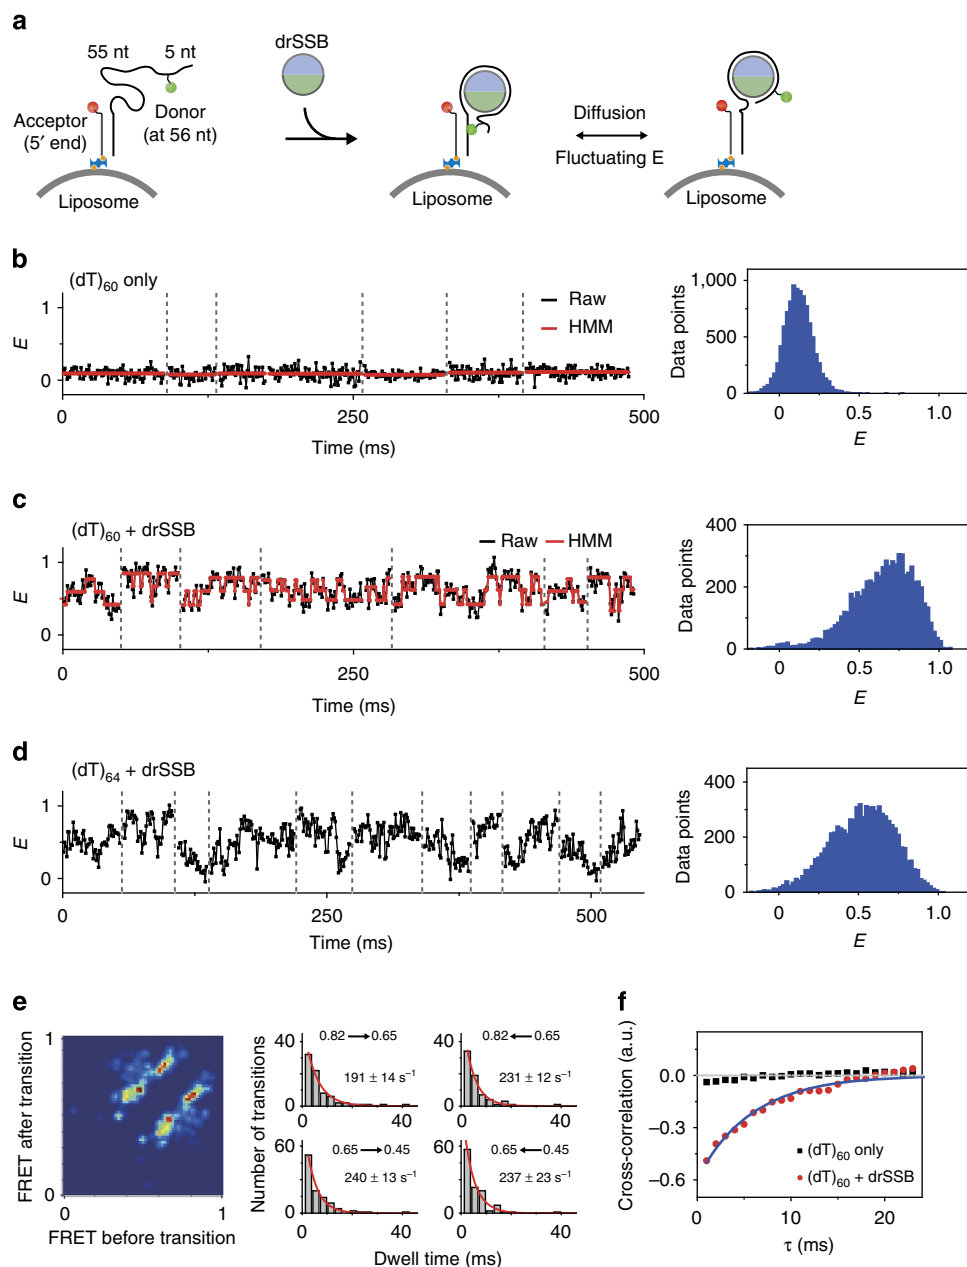 a
55 nt
5 nt
drSSB
Acceptor
(5′ end)
Donor
(at 56 nt)
Diffusion
Fluctuating E
Liposome
Liposome
Liposome
b
(dT)60 only
Raw
HMM
1
0
E
0
250
500
Time (ms)
1,000
500
0
Data points
0
0.5
1.0
E
c
(dT)60 + drSSB
Raw
HMM
1
0
E
0
250
500
Time (ms)
400
200
0
Data points
0
0.5
1.0
E
d
(dT)64 + drSSB
1
0
E
0
250
500
Time (ms)
400
200
0
Data points
0
0.5
1.0
E
e
FRET after transition
1
0
0
1
FRET before transition
Number of transitions
40
0
0.82 → 0.65
191 ± 14 s−1
0
40
0.82 ← 0.65
231 ± 12 s−1
0
40
60
0
0.65 → 0.45
240 ± 13 s−1
0
40
0.65 ← 0.45
237 ± 23 s−1
0
40
Dwell time (ms)
f
Cross-correlation (a.u.)
0.0
−0.3
−0.6
(dT)60 only
(dT)60 + drSSB
0
10
20
τ (ms)